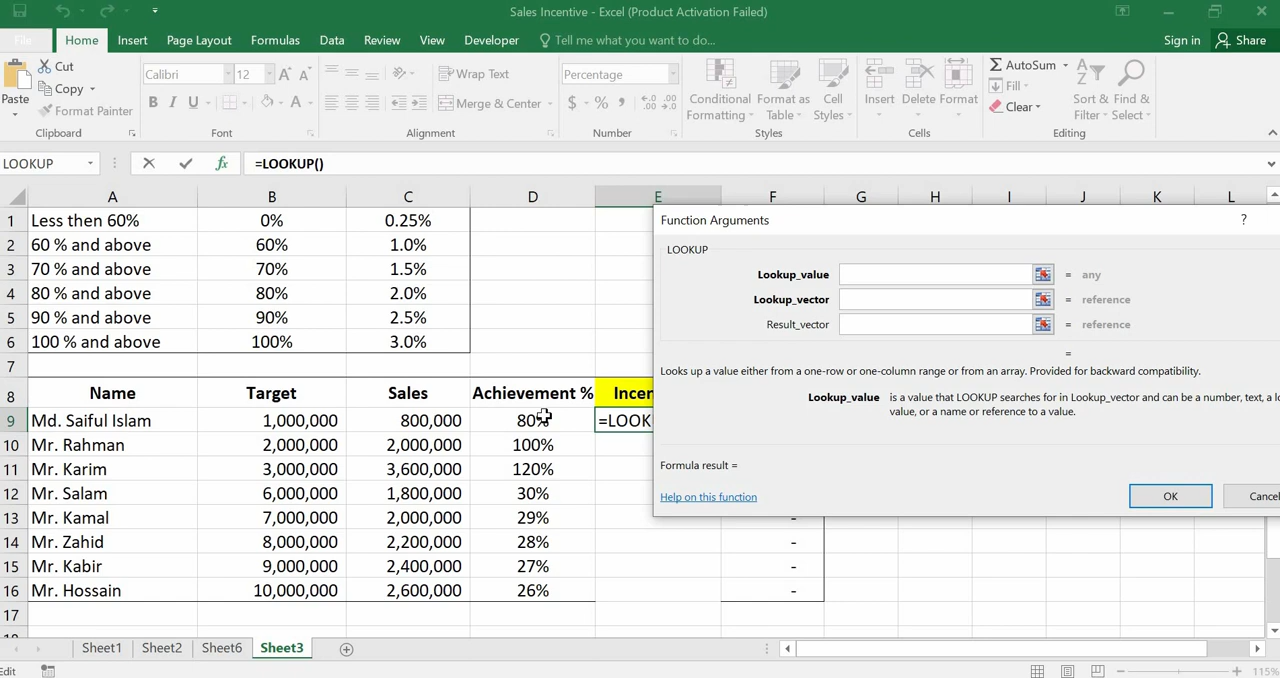 Sales Incentive - Excel (Product Activation Failed)
File Home Insert Page Layout Formulas Data Review View Developer Tell me what you want to do... Sign in Share
Paste Cut Copy Format Painter
Calibri 12 A A B I U A
Wrap Text Merge & Center
Percentage $ % ,
Conditional Formatting Format as Table Cell Styles
Insert Delete Format
AutoSum Fill Clear Sort & Filter Find & Select
Clipboard Font Alignment Number Styles Cells Editing
LOOKUP fx =LOOKUP()
A B C D E F G H I J K L
1 Less then 60% 0% 0.25%
2 60 % and above 60% 1.0%
3 70 % and above 70% 1.5%
4 80 % and above 80% 2.0%
5 90 % and above 90% 2.5%
6 100 % and above 100% 3.0%
7
8 Name Target Sales Achievement % Incen
9 Md. Saiful Islam 1,000,000 800,000 80% =LOOK
10 Mr. Rahman 2,000,000 2,000,000 100%
11 Mr. Karim 3,000,000 3,600,000 120%
12 Mr. Salam 6,000,000 1,800,000 30%
13 Mr. Kamal 7,000,000 2,000,000 29% -
14 Mr. Zahid 8,000,000 2,200,000 28% -
15 Mr. Kabir 9,000,000 2,400,000 27% -
16 Mr. Hossain 10,000,000 2,600,000 26% -
17
Function Arguments ?
LOOKUP
Lookup_value = any
Lookup_vector = reference
Result_vector = reference
=
Looks up a value either from a one-row or one-column range or from an array. Provided for backward compatibility.
Lookup_value is a value that LOOKUP searches for in Lookup_vector and can be a number, text, a lo
value, or a name or reference to a value.
Formula result =
Help on this function OK Cancel
Sheet1 Sheet2 Sheet6 Sheet3
Edit 115%